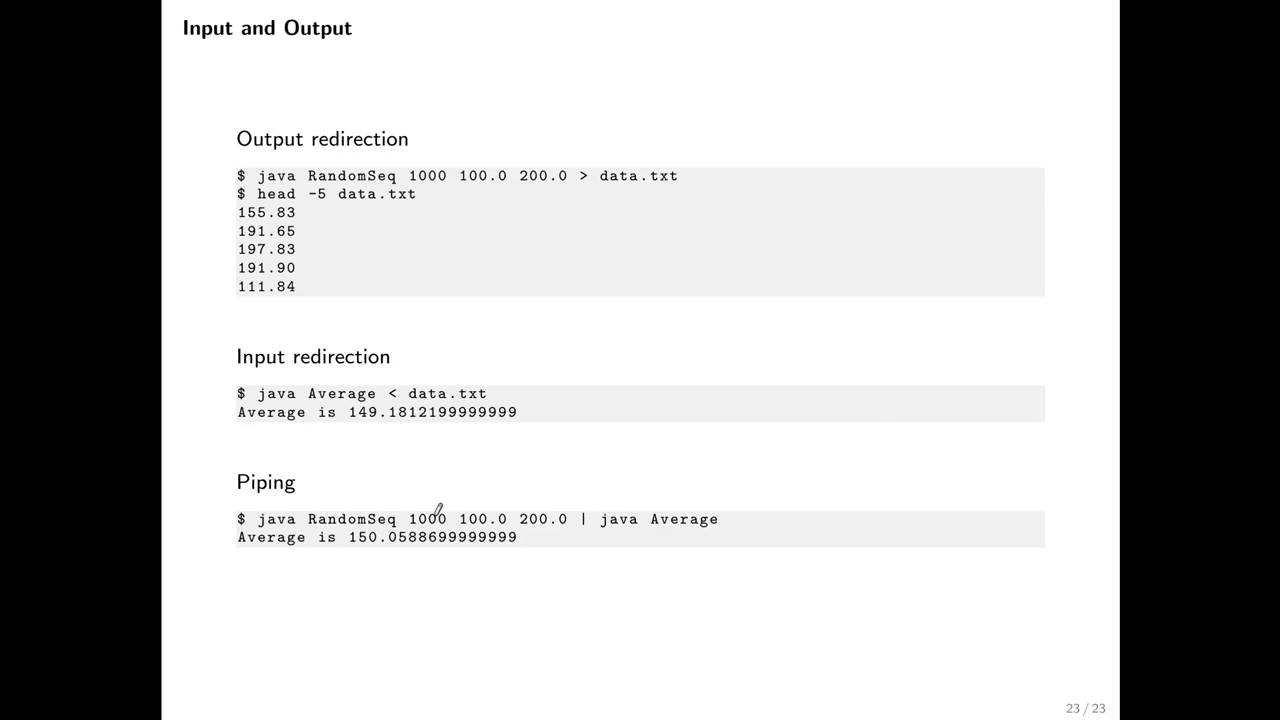 Input and Output
Output redirection
$ java RandomSeq 1000 100.0 200.0 > data.txt
$ head -5 data.txt
155.83
191.65
197.83
191.90
111.84
Input redirection
$ java Average < data.txt
Average is 149.1812199999999
Piping
$ java RandomSeq 1000 100.0 200.0 | java Average
Average is 150.0588699999999
23 / 23